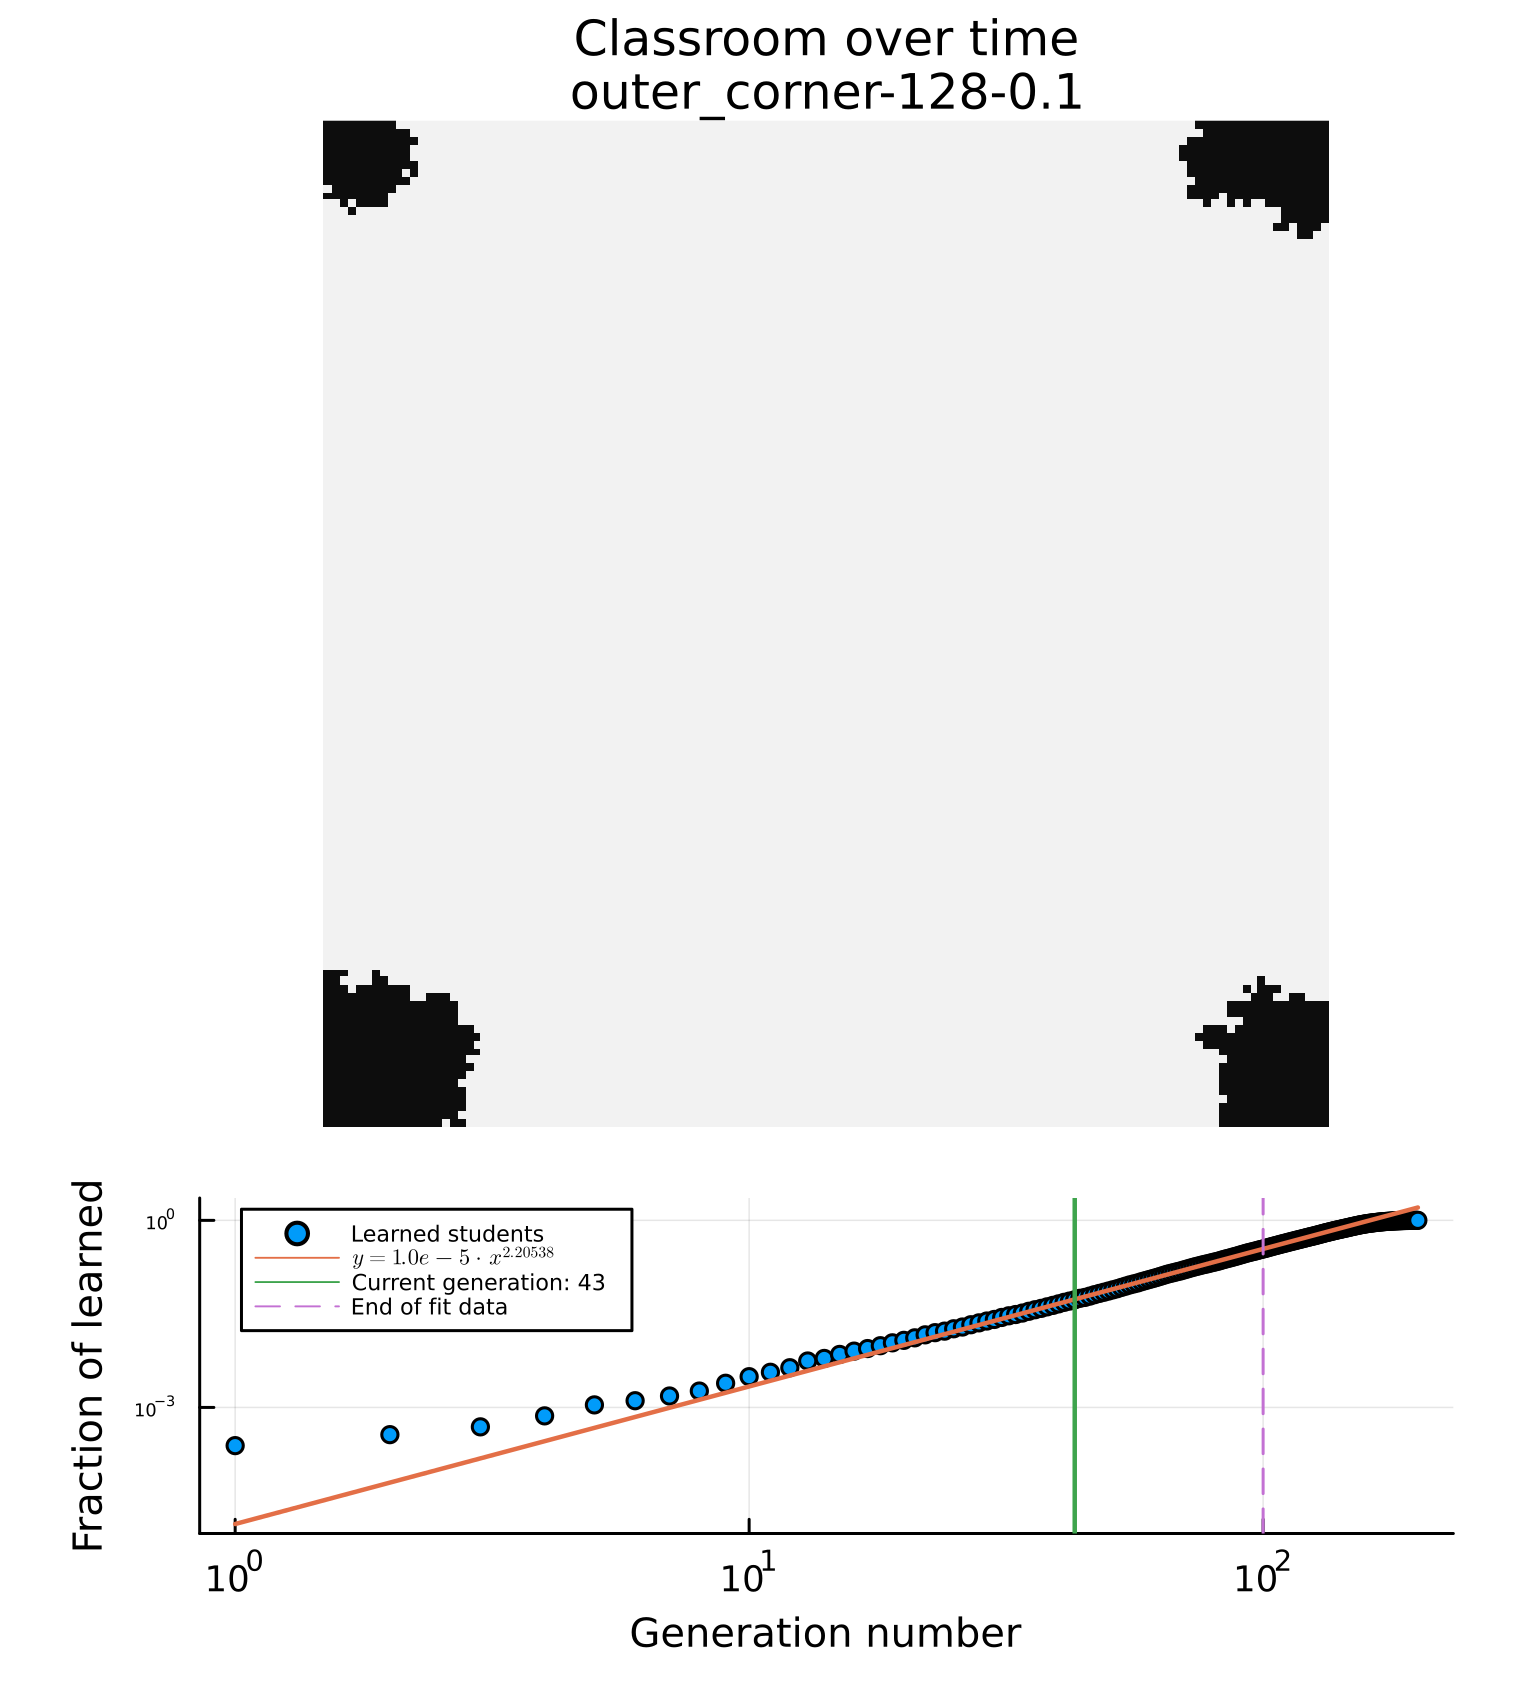 Classroom over time
outer_corner-128-0.1
Fraction of learned
10^0
10^-3
Learned students
y = 1.0e − 5 · x^2.20538
Current generation: 43
End of fit data
10^0 10^1 10^2
Generation number